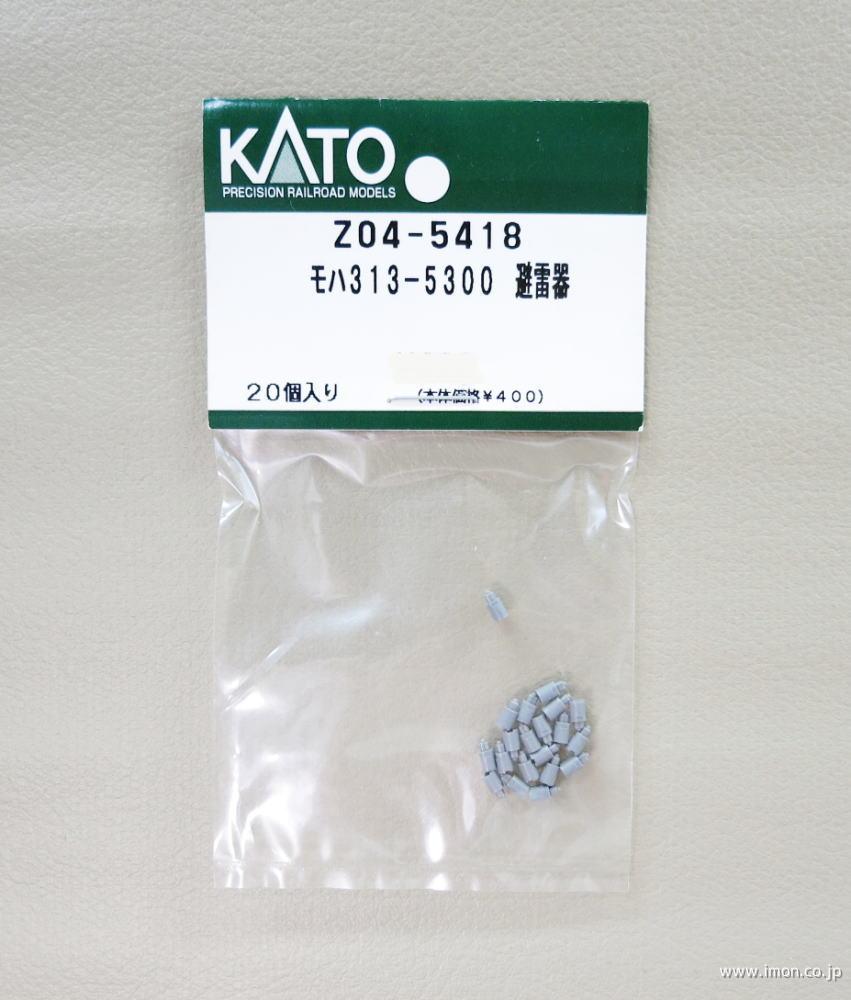 KATO
PRECISION RAILROAD MODELS
Z04-5418
モハ313-5300 避雷器
20個入り (本体価格¥400)
www.imon.co.jp